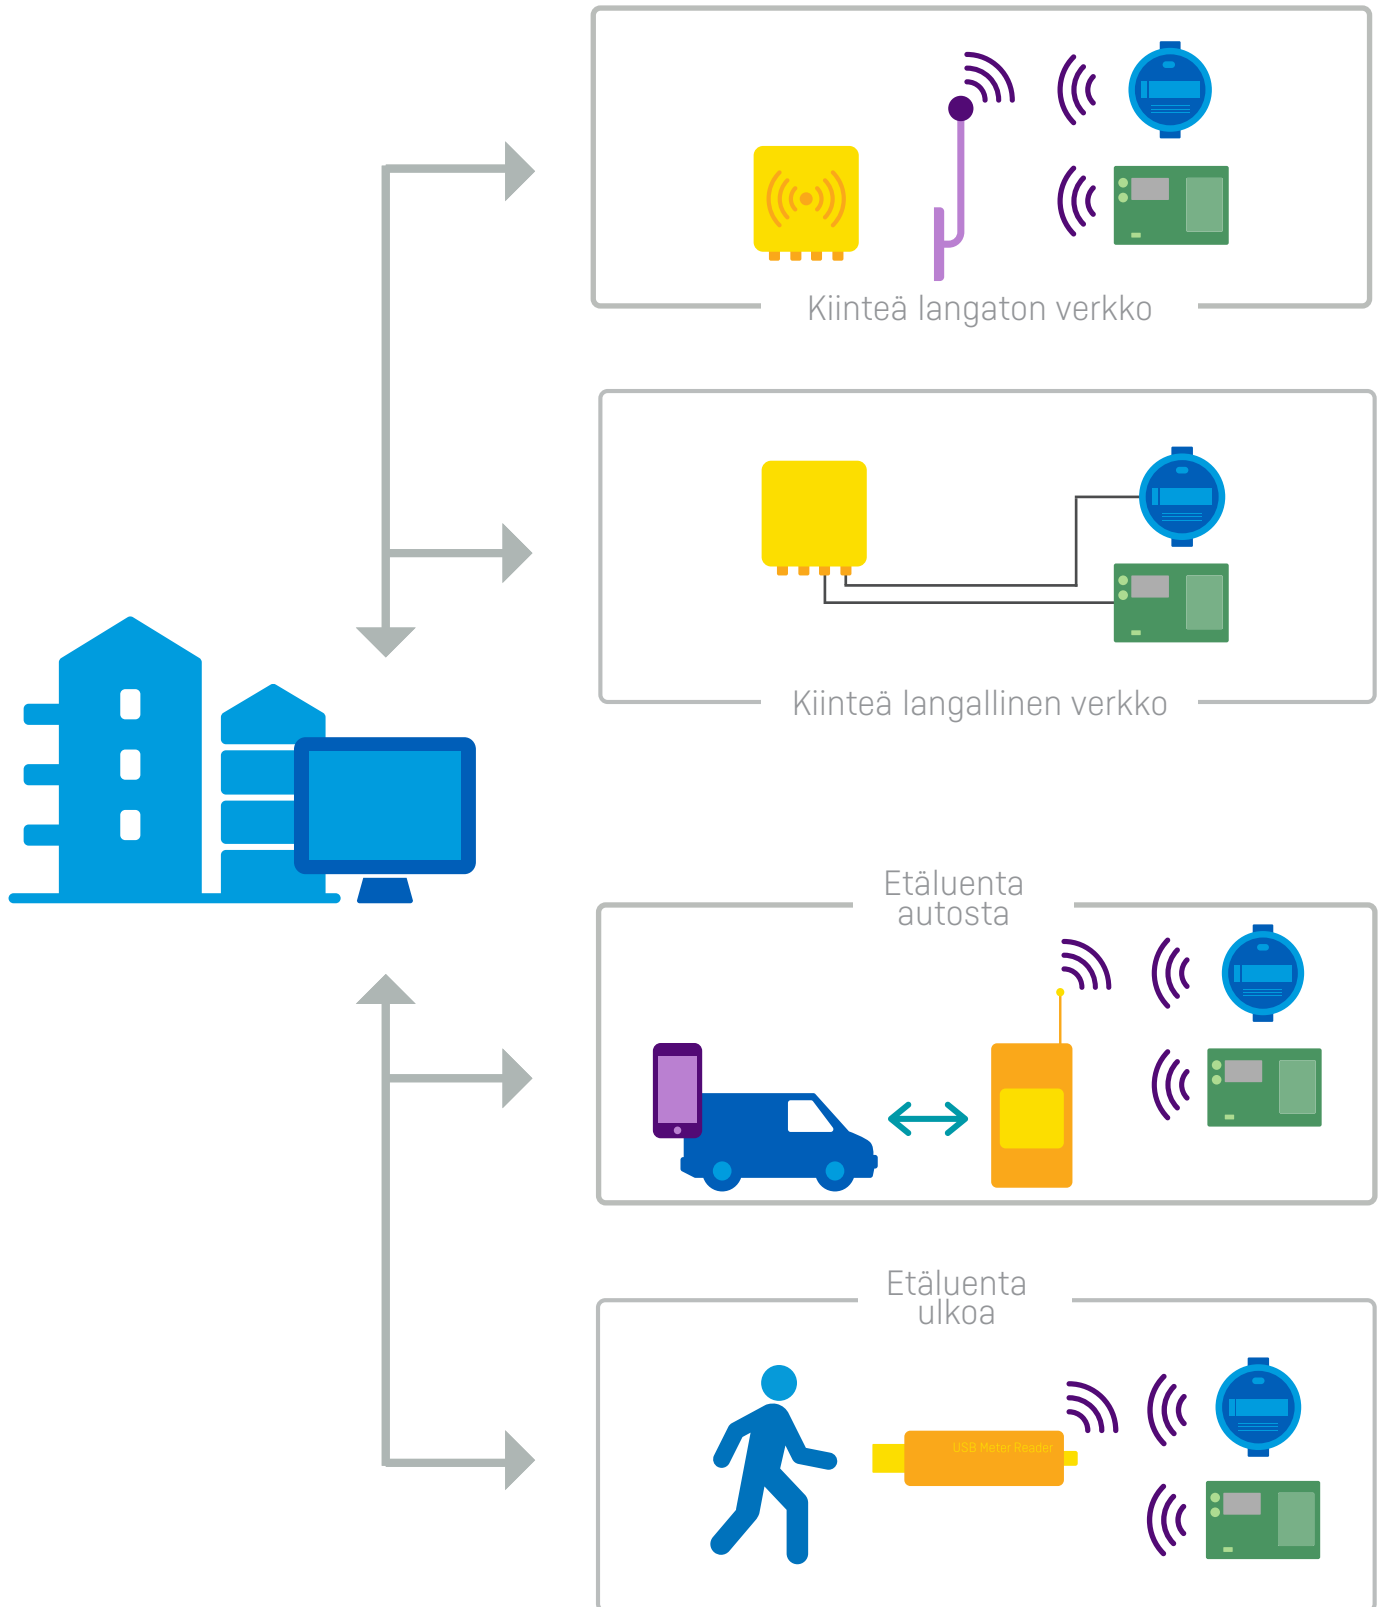 Kiinteä langaton verkko
Kiinteä langallinen verkko
Etäluenta
autosta
Etäluenta
ulkoa
USB Meter Reader